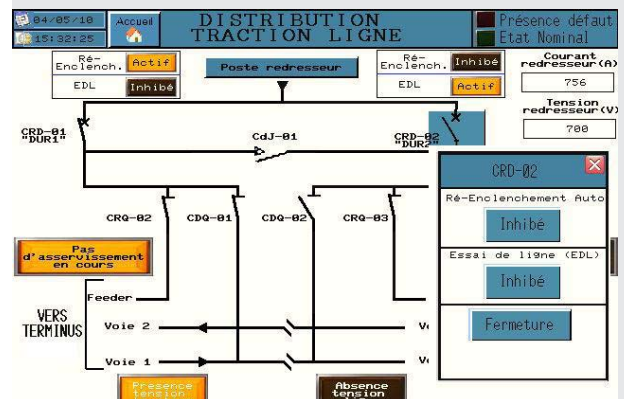 04/05/10
15:32:25
Accueil
DISTRIBUTION
TRACTION LIGNE
Présence défaut
Etat Nominal
Ré-
Enclench.
Actif
EDL
Inhibé
Poste redresseur
Ré-
Enclench.
Inhibé
EDL
Actif
Courant
redresseur(A)
756
Tension
redresseur(V)
700
CRD-01
"DUR1"
CdJ-01
CRD-02
"DUR2"
CRQ-02
CDQ-01
CDQ-02
CRQ-03
CRD-02
Ré-Enclenchement Auto
Inhibé
Essai de ligne (EDL)
Inhibé
Fermeture
Pas
d'asservissement
en cours
Feeder
VERS
TERMINUS
Voie 2
Voie 1
Présence
tension
Absence
tension